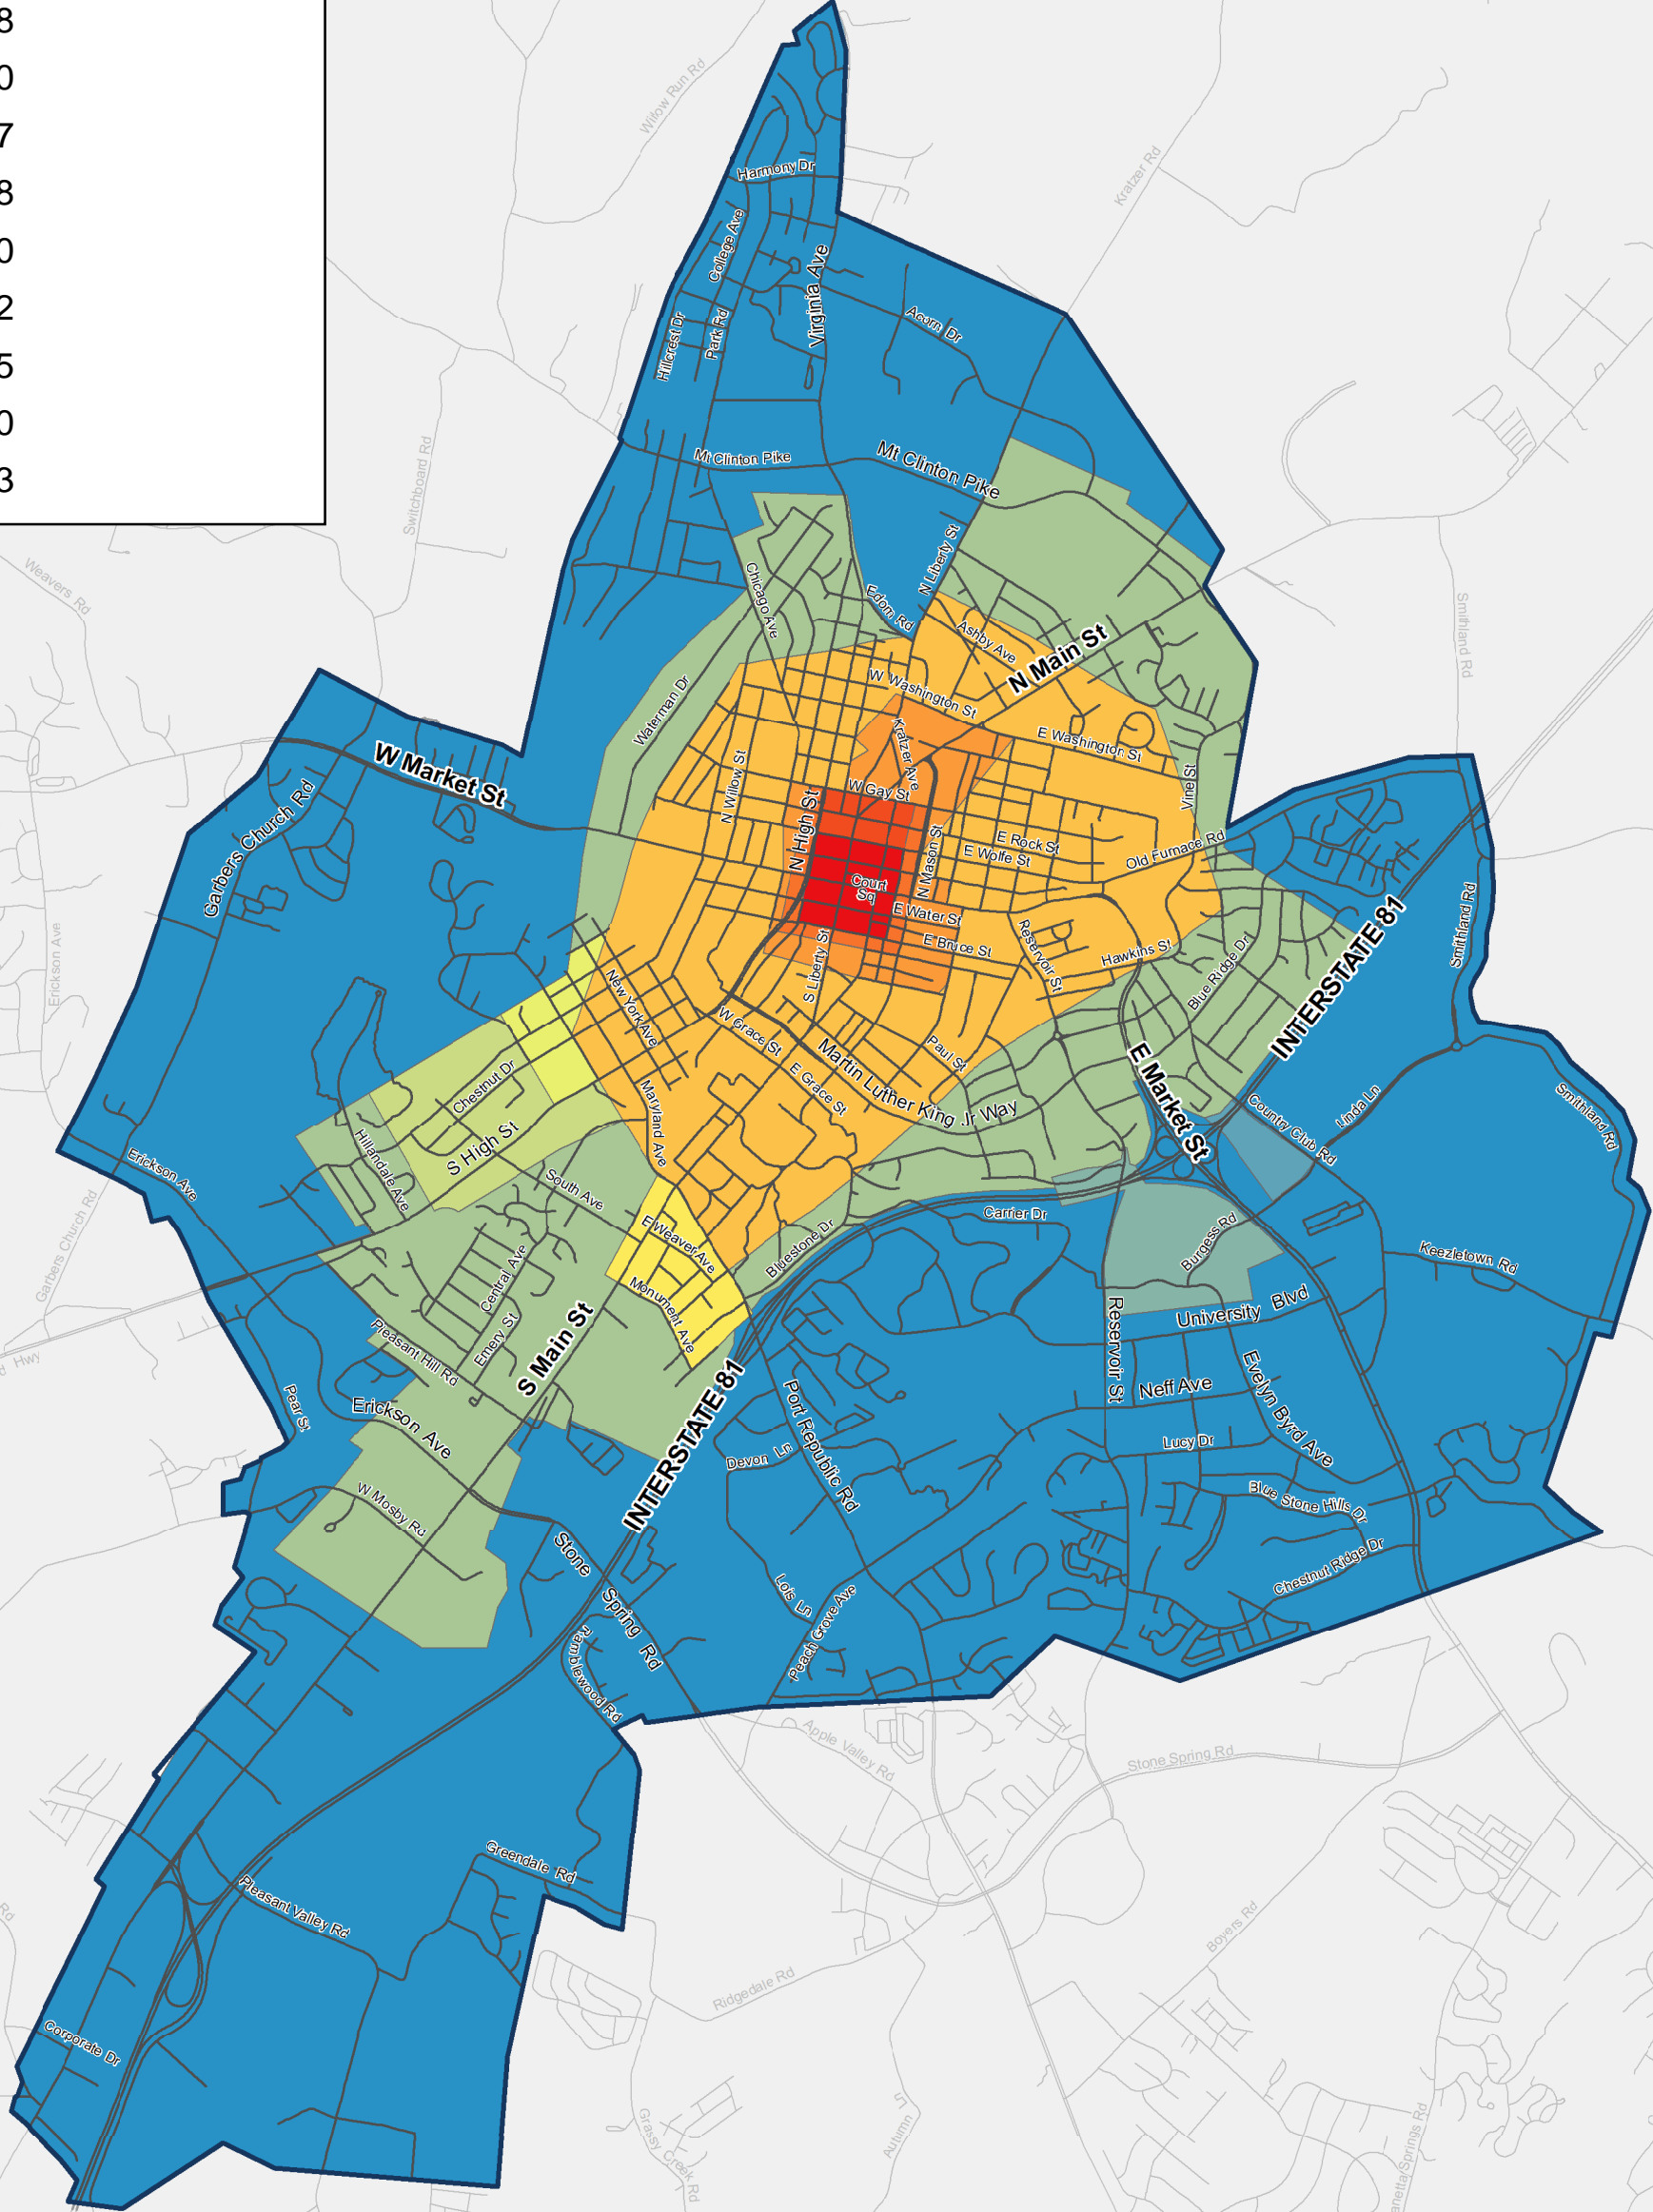 8
0
7
8
0
2
5
0
3
Willow Run Rd
Kratzer Rd
Harmony Dr
College Ave
Virginia Ave
Acorn Dr
Hillcrest Dr
Park Rd
Mt Clinton Pike
Mt Clinton Pike
Switchboard Rd
Weavers Rd
N Liberty St
Chicago Ave
Edom Rd
Ashby Ave
N Main St
Smithland Rd
W Washington St
Waterman Dr
Kratzer Ave
E Washington St
W Market St
N Willow St
W Gay St
Vine St
Garbers Church Rd
N High St
N Mason St
E Rock St
E Wolfe St
Old Furnace Rd
Court
Sq
E Water St
E Bruce St
Reservoir St
Hawkins St
Blue Ridge Dr
INTERSTATE 81
Smithland Rd
Erickson Ave
S Liberty St
New York Ave
W Grace St
E Grace St
Martin Luther King Jr Way
Paul St
E Market St
Country Club Rd
Linda Ln
Smithland Rd
Chestnut Dr
S High St
Maryland Ave
Hillandale Ave
South Ave
Erickson Ave
Garbers Church Rd
E Weaver Ave
Bluestone Dr
Carrier Dr
Burgess Rd
Keezletown Rd
Central Ave
Monument Ave
University Blvd
Reservoir St
Emery St
S Main St
Pleasant Hill Rd
d Hwy
Pear St
Erickson Ave
INTERSTATE 81
Port Republic Rd
Neff Ave
Evelyn Byrd Ave
Lucy Dr
Devon Ln
W Mosby Rd
Blue Stone Hills Dr
Stone Spring Rd
Chestnut Ridge Dr
Lois Ln
Peach Grove Ave
Ramblewood Rd
Apple Valley Rd
Stone Spring Rd
Greendale Rd
Pleasant Valley Rd
Rd
Boyers Rd
Ridgedale Rd
Corporate Dr
Grassy Creek Rd
Autumn
anetta Springs Rd